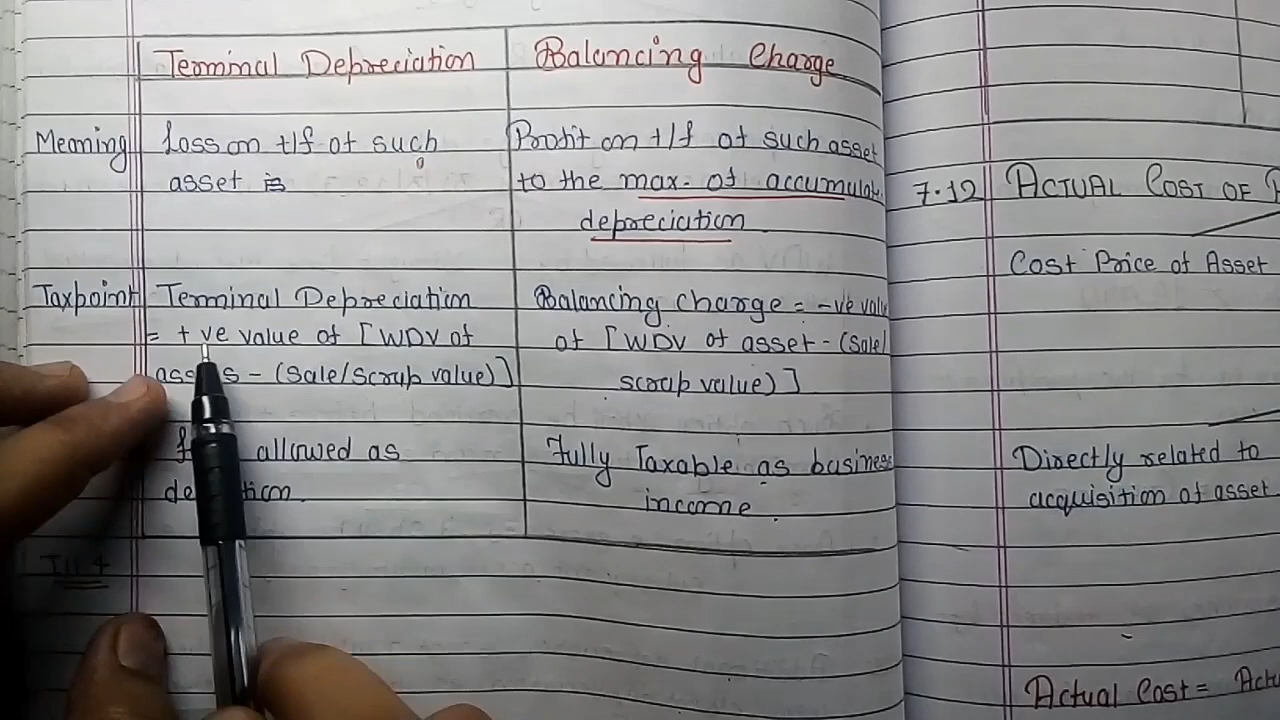 Terminal Depreciation
Balancing Charge
Meaning
Loss on t/f of such
asset is
Profit on t/f of such asset
to the max. of accumulat
depreciation
Taxpoint
Terminal Depreciation
= +ve value of [WDV of
assets - (Sale/Scrap value)]
allowed as
Balancing Charge = -ve value
of [WDV of asset - (Sale/
scrap value)]
Fully Taxable as business
income.
Ill 4
7.12
ACTUAL COST OF
Cost Price of Asset
Directly related to
acquisition of asset
Actual Cost =